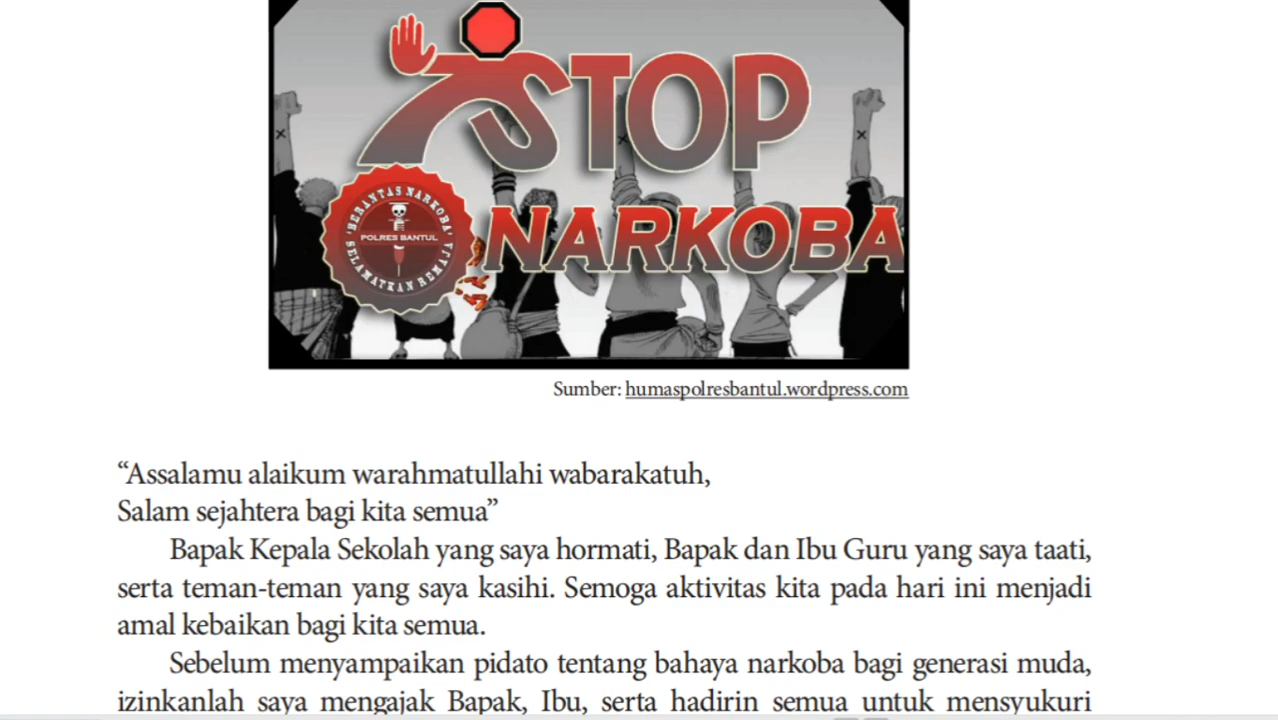 STOP
NARKOBA
'BERANTAS NARKOBA'
POLRES BANTUL
SELAMATKAN REMAJA
Sumber: humaspolresbantul.wordpress.com
“Assalamu alaikum warahmatullahi wabarakatuh,
Salam sejahtera bagi kita semua”
Bapak Kepala Sekolah yang saya hormati, Bapak dan Ibu Guru yang saya taati,
serta teman-teman yang saya kasihi. Semoga aktivitas kita pada hari ini menjadi
amal kebaikan bagi kita semua.
Sebelum menyampaikan pidato tentang bahaya narkoba bagi generasi muda,
izinkanlah saya mengajak Bapak, Ibu, serta hadirin semua untuk mensyukuri